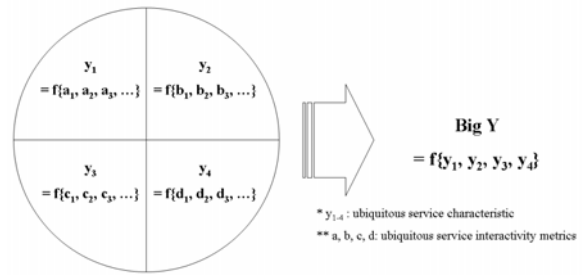 y₁ y₂
= f{a₁, a₂, a₃, …} = f{b₁, b₂, b₃, …}
y₃ y₄
= f{c₁, c₂, c₃, …} = f{d₁, d₂, d₃, …}
Big Y
= f{y₁, y₂, y₃, y₄}
* y₁₋₄ : ubiquitous service characteristic
** a, b, c, d: ubiquitous service interactivity metrics